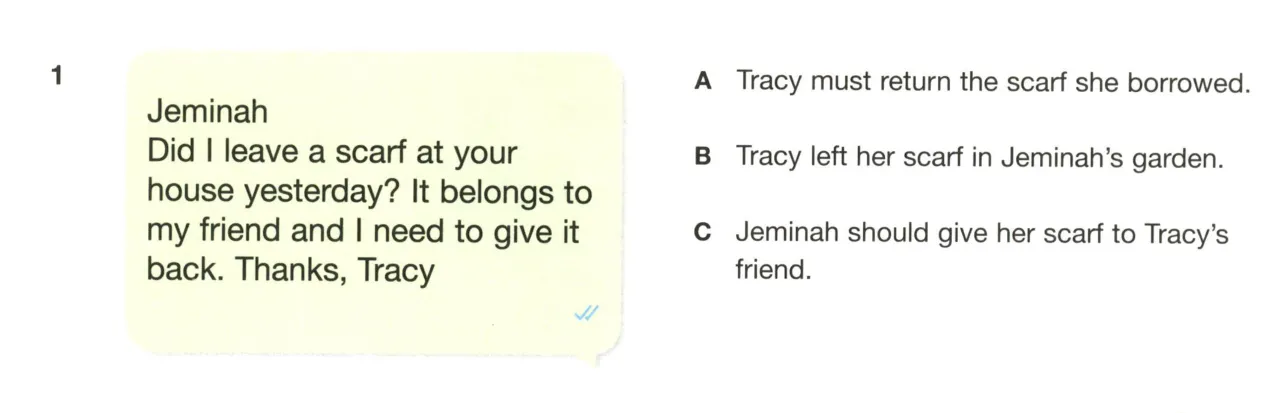 1
Jeminah
Did I leave a scarf at your
house yesterday? It belongs to
my friend and I need to give it
back. Thanks, Tracy
A Tracy must return the scarf she borrowed.
B Tracy left her scarf in Jeminah's garden.
C Jeminah should give her scarf to Tracy's
friend.